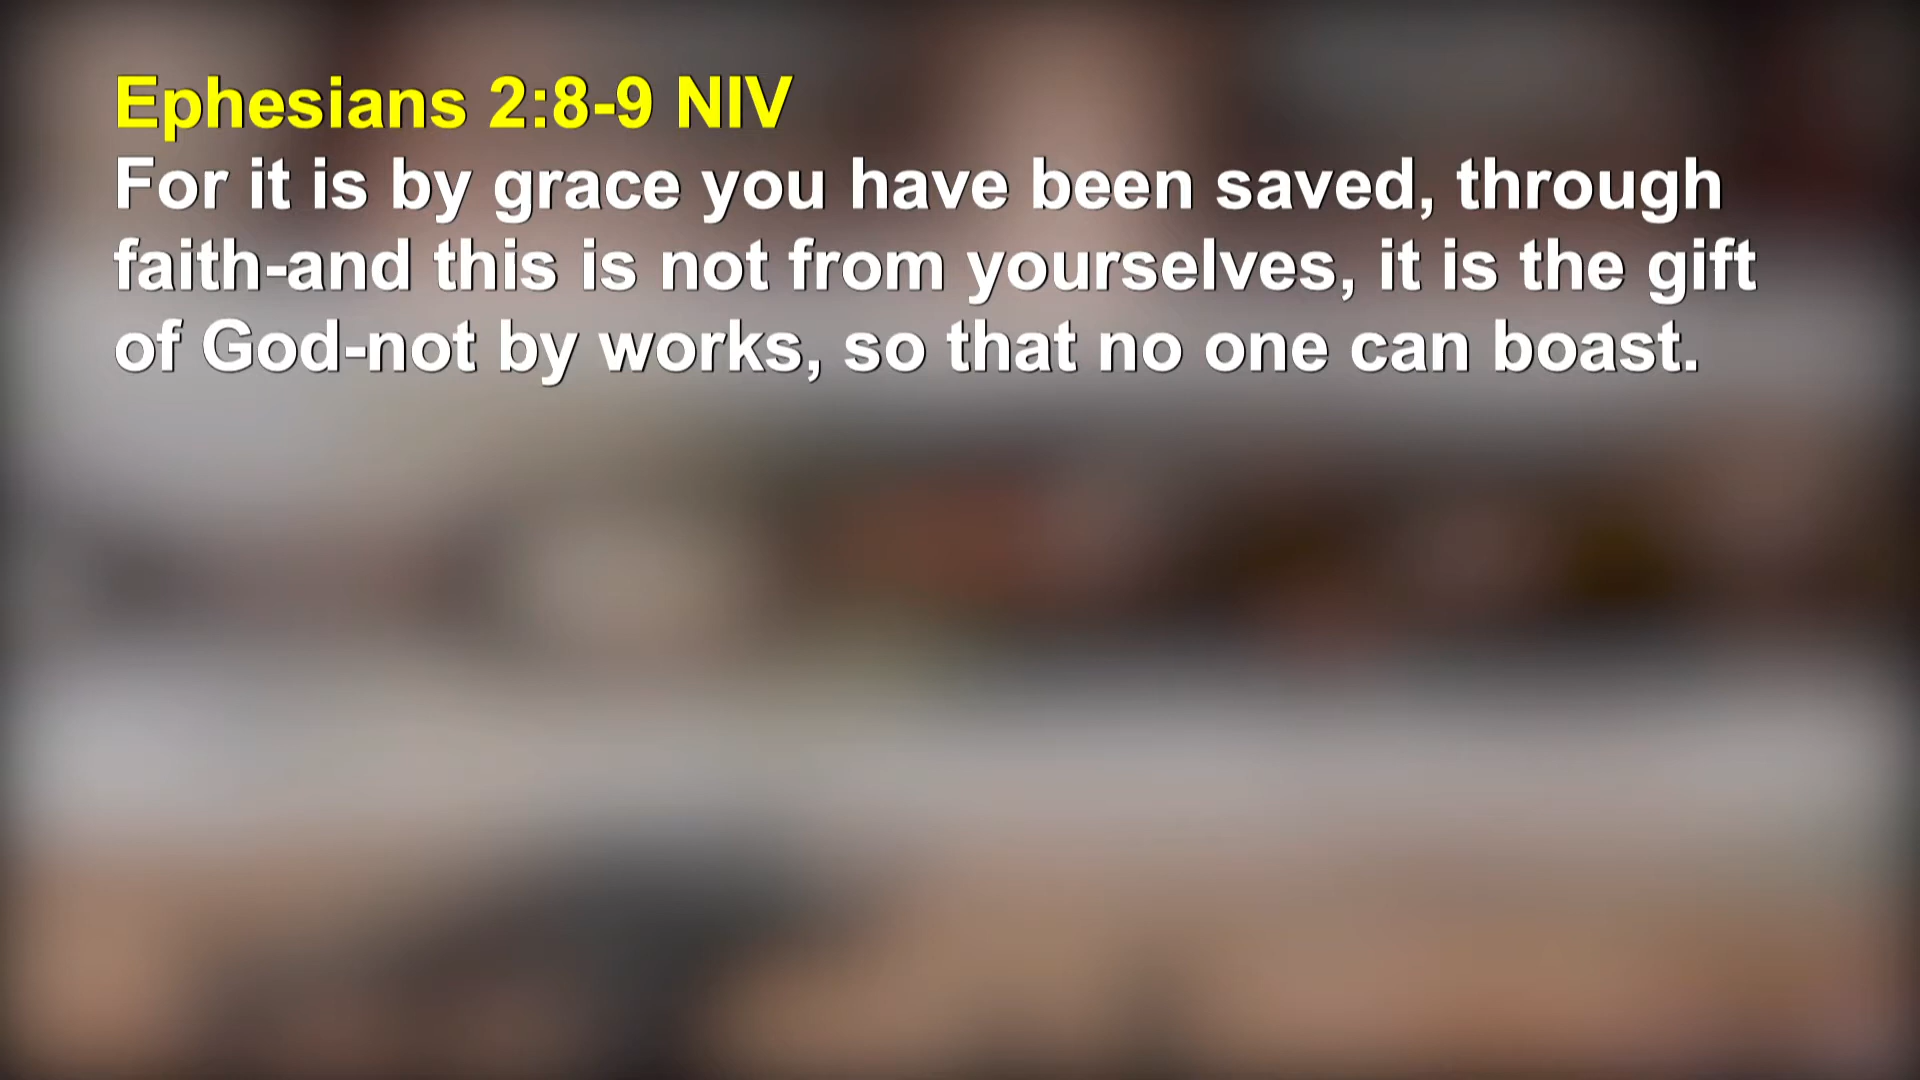 Ephesians 2:8-9 NIV
For it is by grace you have been saved, through
faith-and this is not from yourselves, it is the gift
of God-not by works, so that no one can boast.